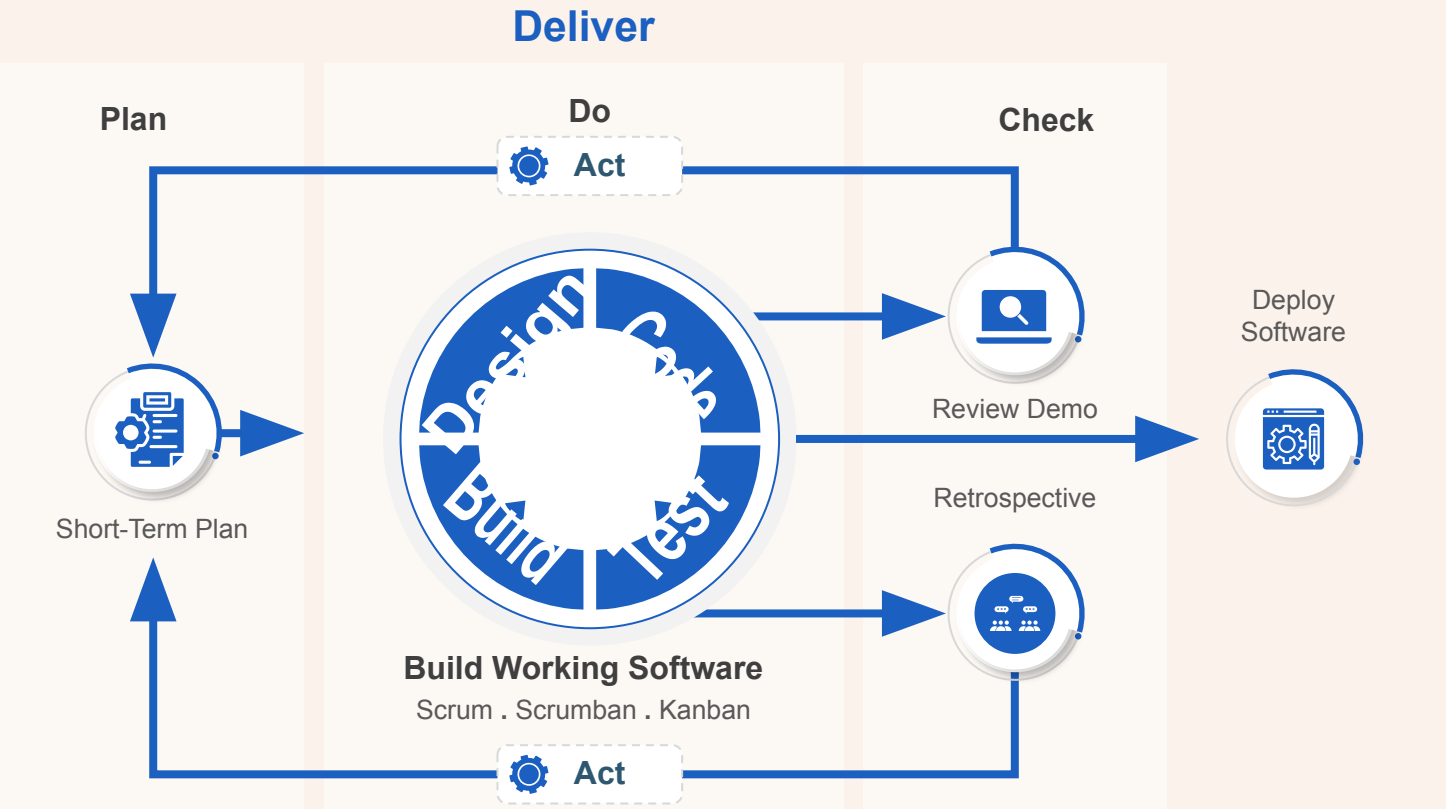 Deliver
Plan
Do
Check
Act
Design
Code
Build
Test
Deploy
Software
Review Demo
Retrospective
Short-Term Plan
Build Working Software
Scrum . Scrumban . Kanban
Act